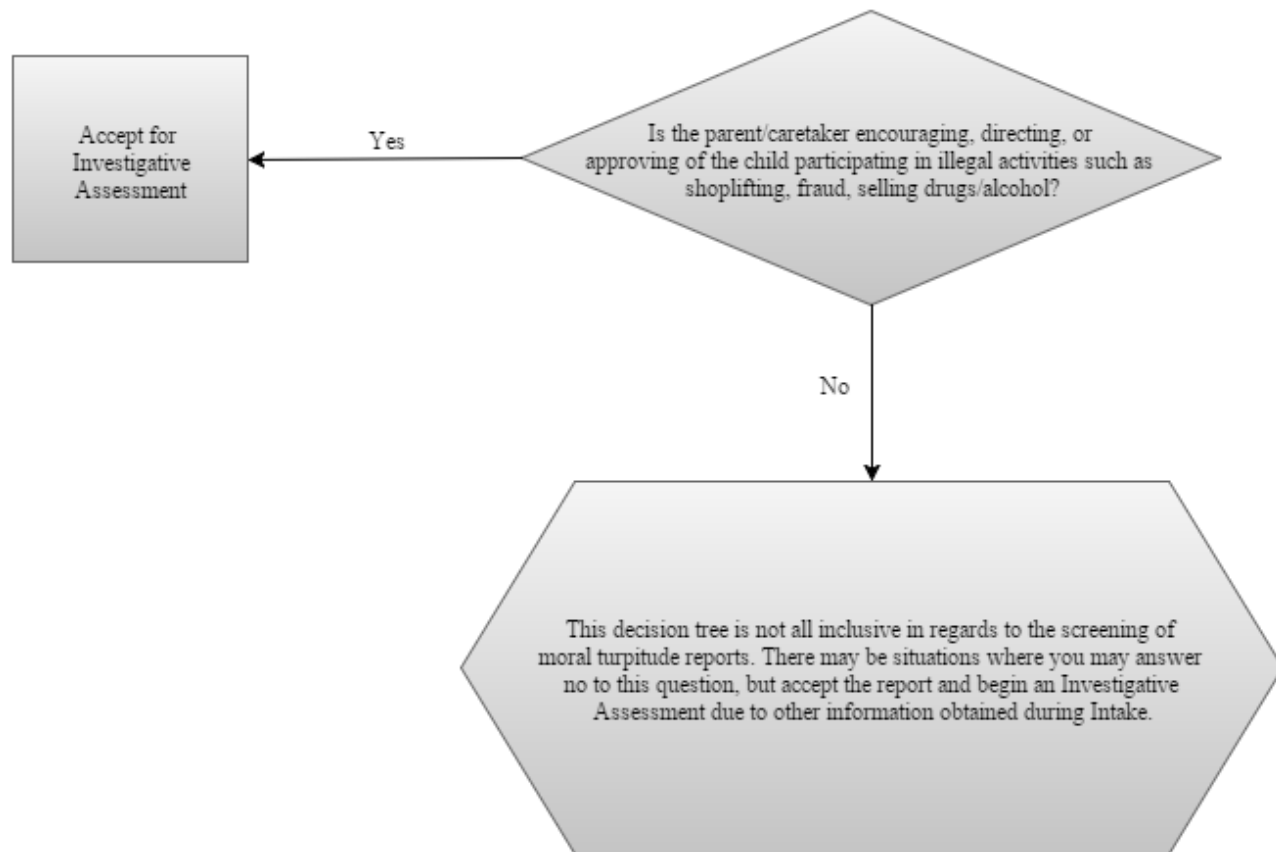 Is the parent/caretaker encouraging, directing, or
approving of the child participating in illegal activities such as
shoplifting, fraud, selling drugs/alcohol?
Yes
Accept for
Investigative
Assessment
No
This decision tree is not all inclusive in regards to the screening of
moral turpitude reports. There may be situations where you may answer
no to this question, but accept the report and begin an Investigative
Assessment due to other information obtained during Intake.